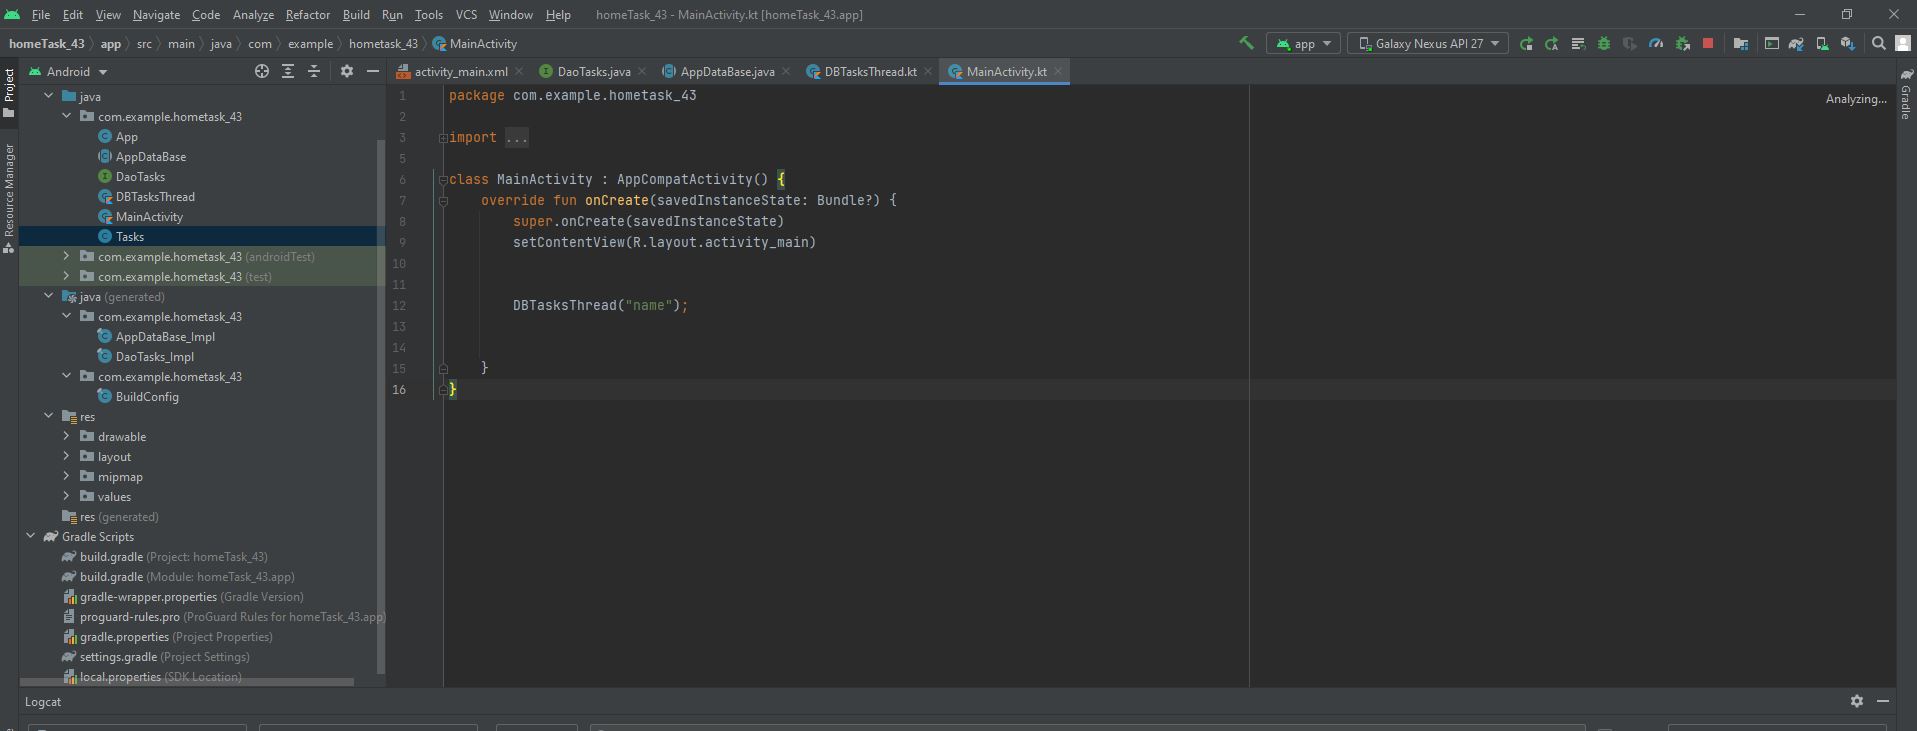 File Edit View Navigate Code Analyze Refactor Build Run Tools VCS Window Help homeTask_43 - MainActivity.kt [homeTask_43.app]
homeTask_43 app src main java com example hometask_43 MainActivity app Galaxy Nexus API 27
Project
Resource Manager
Android
java
com.example.hometask_43
App
AppDataBase
DaoTasks
DBTasksThread
MainActivity
Tasks
com.example.hometask_43 (androidTest)
com.example.hometask_43 (test)
java (generated)
com.example.hometask_43
AppDataBase_Impl
DaoTasks_Impl
com.example.hometask_43
BuildConfig
res
drawable
layout
mipmap
values
res (generated)
Gradle Scripts
build.gradle (Project: homeTask_43)
build.gradle (Module: homeTask_43.app)
gradle-wrapper.properties (Gradle Version)
proguard-rules.pro (ProGuard Rules for homeTask_43.app)
gradle.properties (Project Properties)
settings.gradle (Project Settings)
local.properties (SDK Location)
activity_main.xml DaoTasks.java AppDataBase.java DBTasksThread.kt MainActivity.kt
1 package com.example.hometask_43
2
3 import ...
5
6 class MainActivity : AppCompatActivity() {
7 override fun onCreate(savedInstanceState: Bundle?) {
8 super.onCreate(savedInstanceState)
9 setContentView(R.layout.activity_main)
10
11
12 DBTasksThread("name");
13
14
15 }
16 }
Analyzing...
Gradle
Logcat